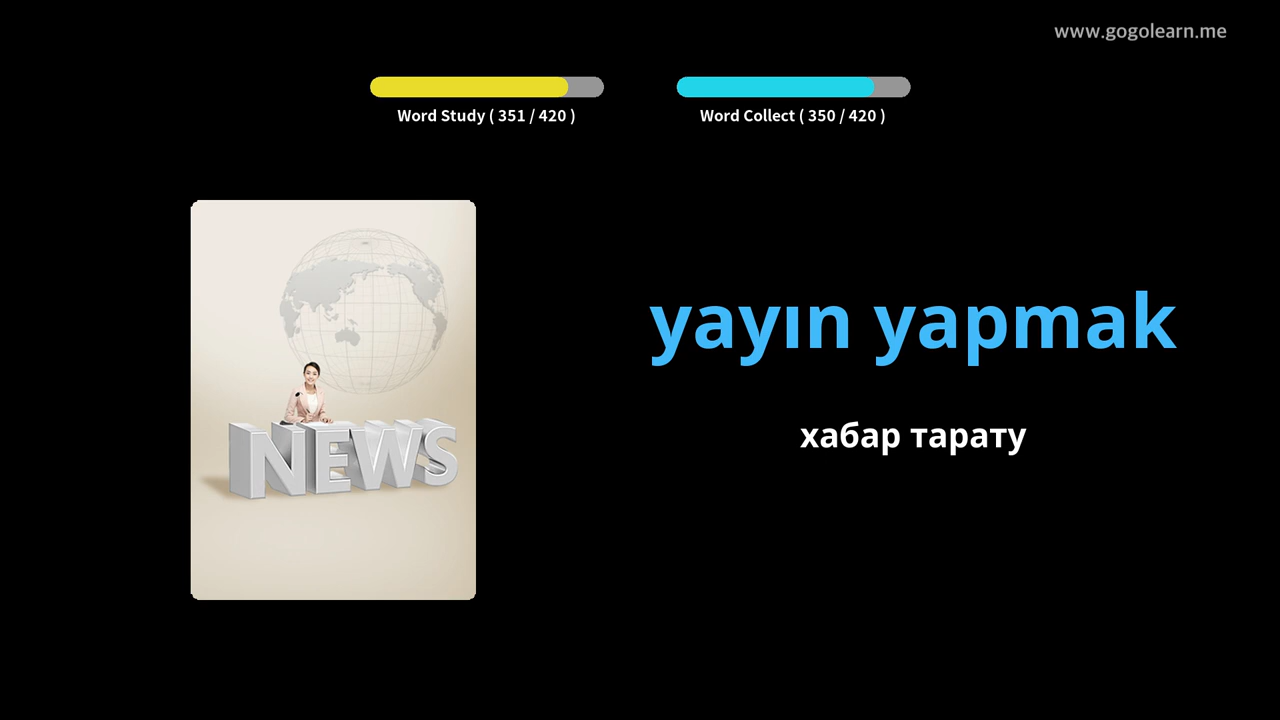 www.gogolearn.me
Word Study ( 351 / 420 )
Word Collect ( 350 / 420 )
NEWS
yayın yapmak
хабар тарату